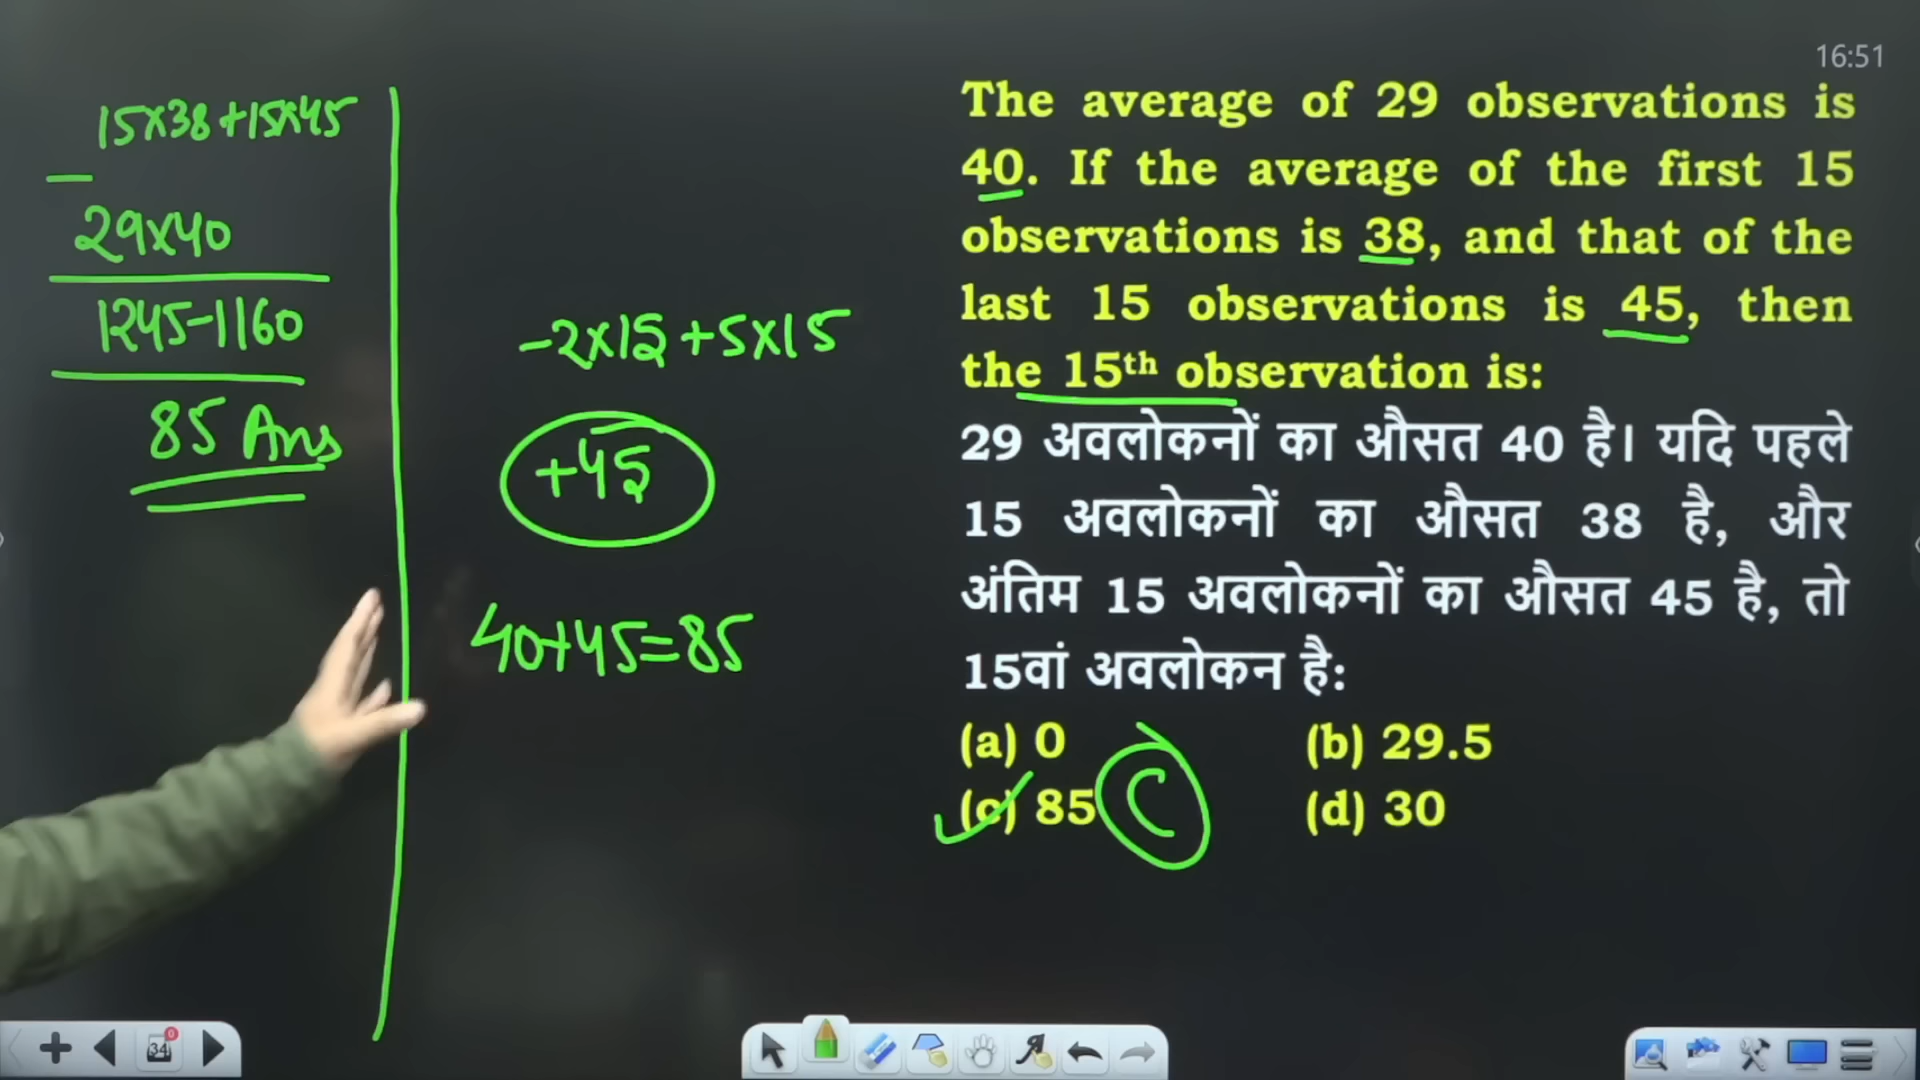 16:51
15x38+15x45
–
29x40
1245-1160
85 Ans
-2x15+5x15
+45
40+45=85
The average of 29 observations is
40. If the average of the first 15
observations is 38, and that of the
last 15 observations is 45, then
the 15th observation is:
29 अवलोकनों का औसत 40 है। यदि पहले
15 अवलोकनों का औसत 38 है, और
अंतिम 15 अवलोकनों का औसत 45 है, तो
15वां अवलोकन है:
(a) 0 (b) 29.5
(c) 85 C (d) 30
34 0